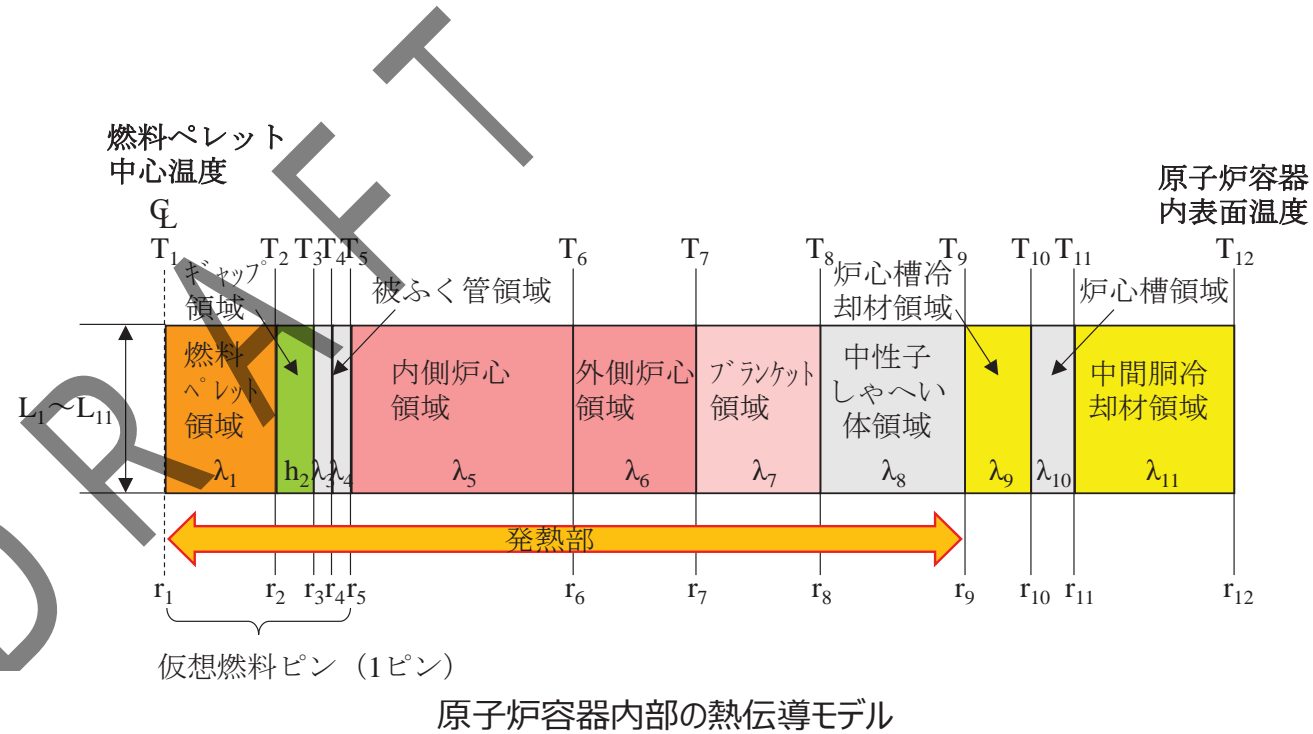 DRAFT
燃料ペレット
中心温度
原子炉容器
内表面温度
℄
T1 T2 T3 T4 T5 T6 T7 T8 T9 T10 T11 T12
ギャップ
領域
被ふく管領域
炉心槽冷
却材領域
炉心槽領域
L1～L11
燃料
ペレット
領域
内側炉心
領域
外側炉心
領域
ブランケット
領域
中性子
しゃへい
体領域
中間胴冷
却材領域
λ1 h2 λ3 λ4 λ5 λ6 λ7 λ8 λ9 λ10 λ11
発熱部
r1 r2 r3 r4 r5 r6 r7 r8 r9 r10 r11 r12
仮想燃料ピン（1ピン）
原子炉容器内部の熱伝導モデル